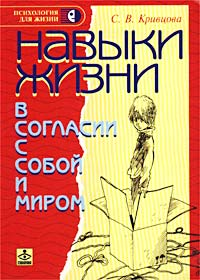 ПСИХОЛОГИЯ
ДЛЯ ЖИЗНИ
С. В. Кривцова
НАВЫКИ
ЖИЗНИ
В
СОГЛАСИИ
С
СОБОЙ И
МИРОМ